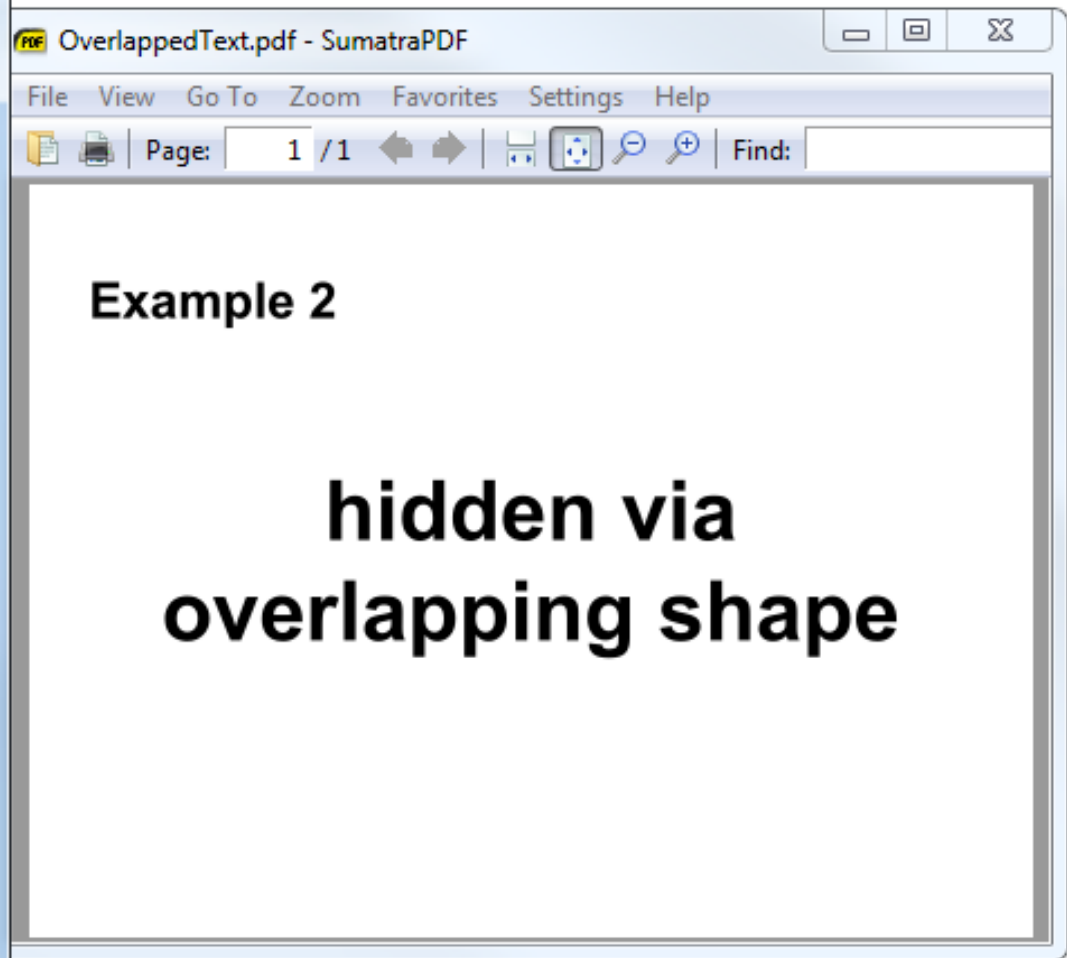 OverlappedText.pdf - SumatraPDF
File View Go To Zoom Favorites Settings Help
Page: 1 / 1 Find:
Example 2
hidden via
overlapping shape